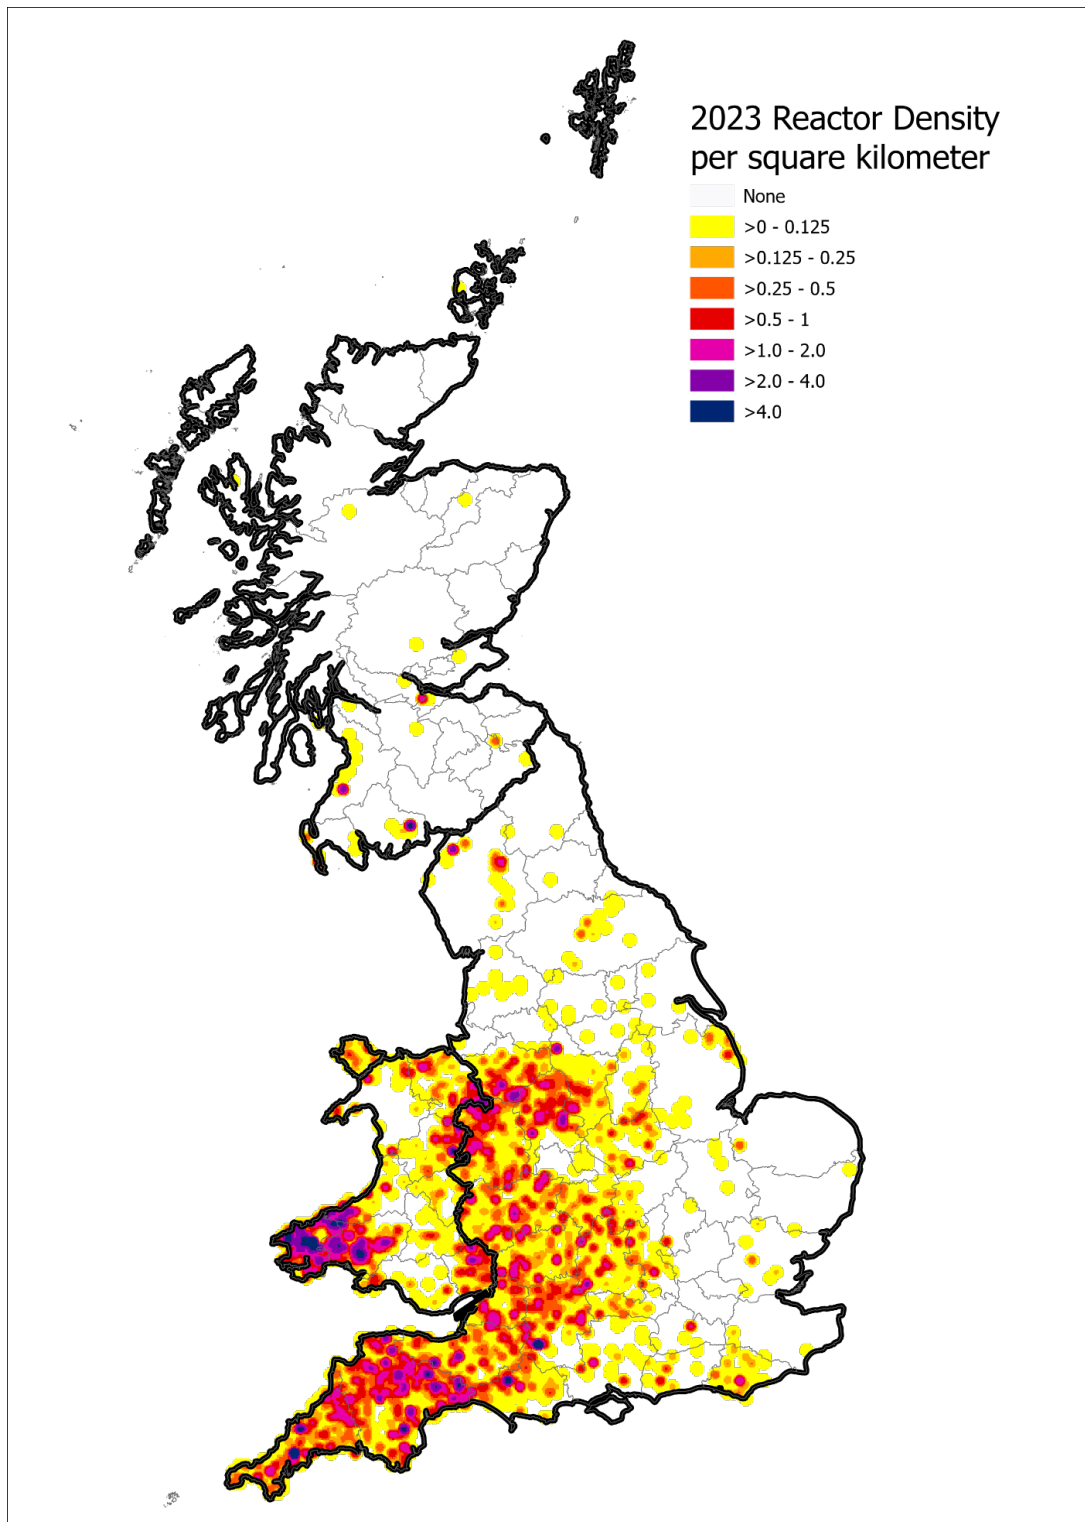 2023 Reactor Density
per square kilometer
None
>0 - 0.125
>0.125 - 0.25
>0.25 - 0.5
>0.5 - 1
>1.0 - 2.0
>2.0 - 4.0
>4.0